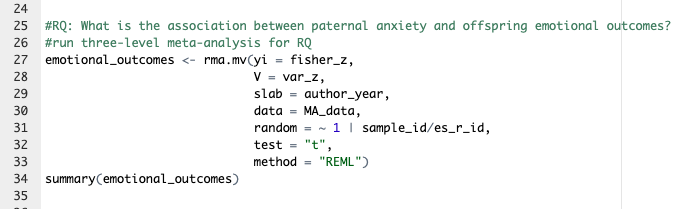 24
25 #RQ: What is the association between paternal anxiety and offspring emotional outcomes?
26 #run three-level meta-analysis for RQ
27 emotional_outcomes <- rma.mv(yi = fisher_z,
28 V = var_z,
29 slab = author_year,
30 data = MA_data,
31 random = ~ 1 | sample_id/es_r_id,
32 test = "t",
33 method = "REML")
34 summary(emotional_outcomes)
35